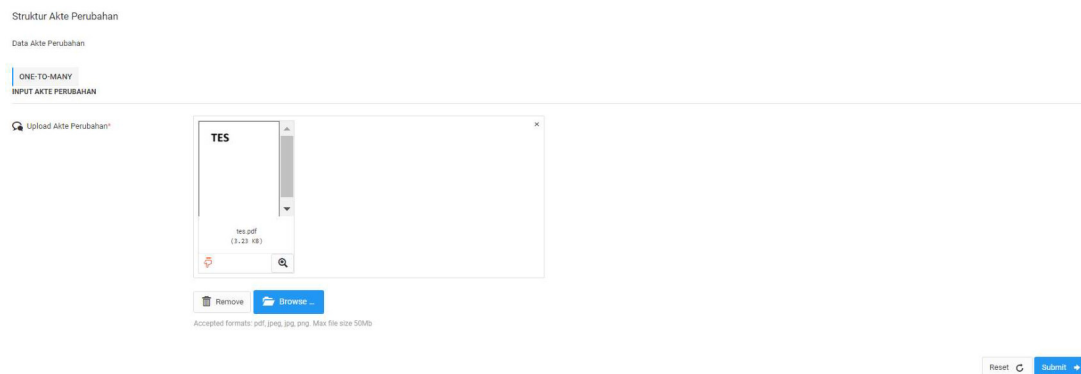 Struktur Akte Perubahan
Data Akte Perubahan
ONE-TO-MANY
INPUT AKTE PERUBAHAN
Upload Akte Perubahan*
×
TES
tes.pdf
(3.23 KB)
Remove
Browse ...
Accepted formats: pdf, jpeg, jpg, png. Max file size 50Mb
Reset
Submit